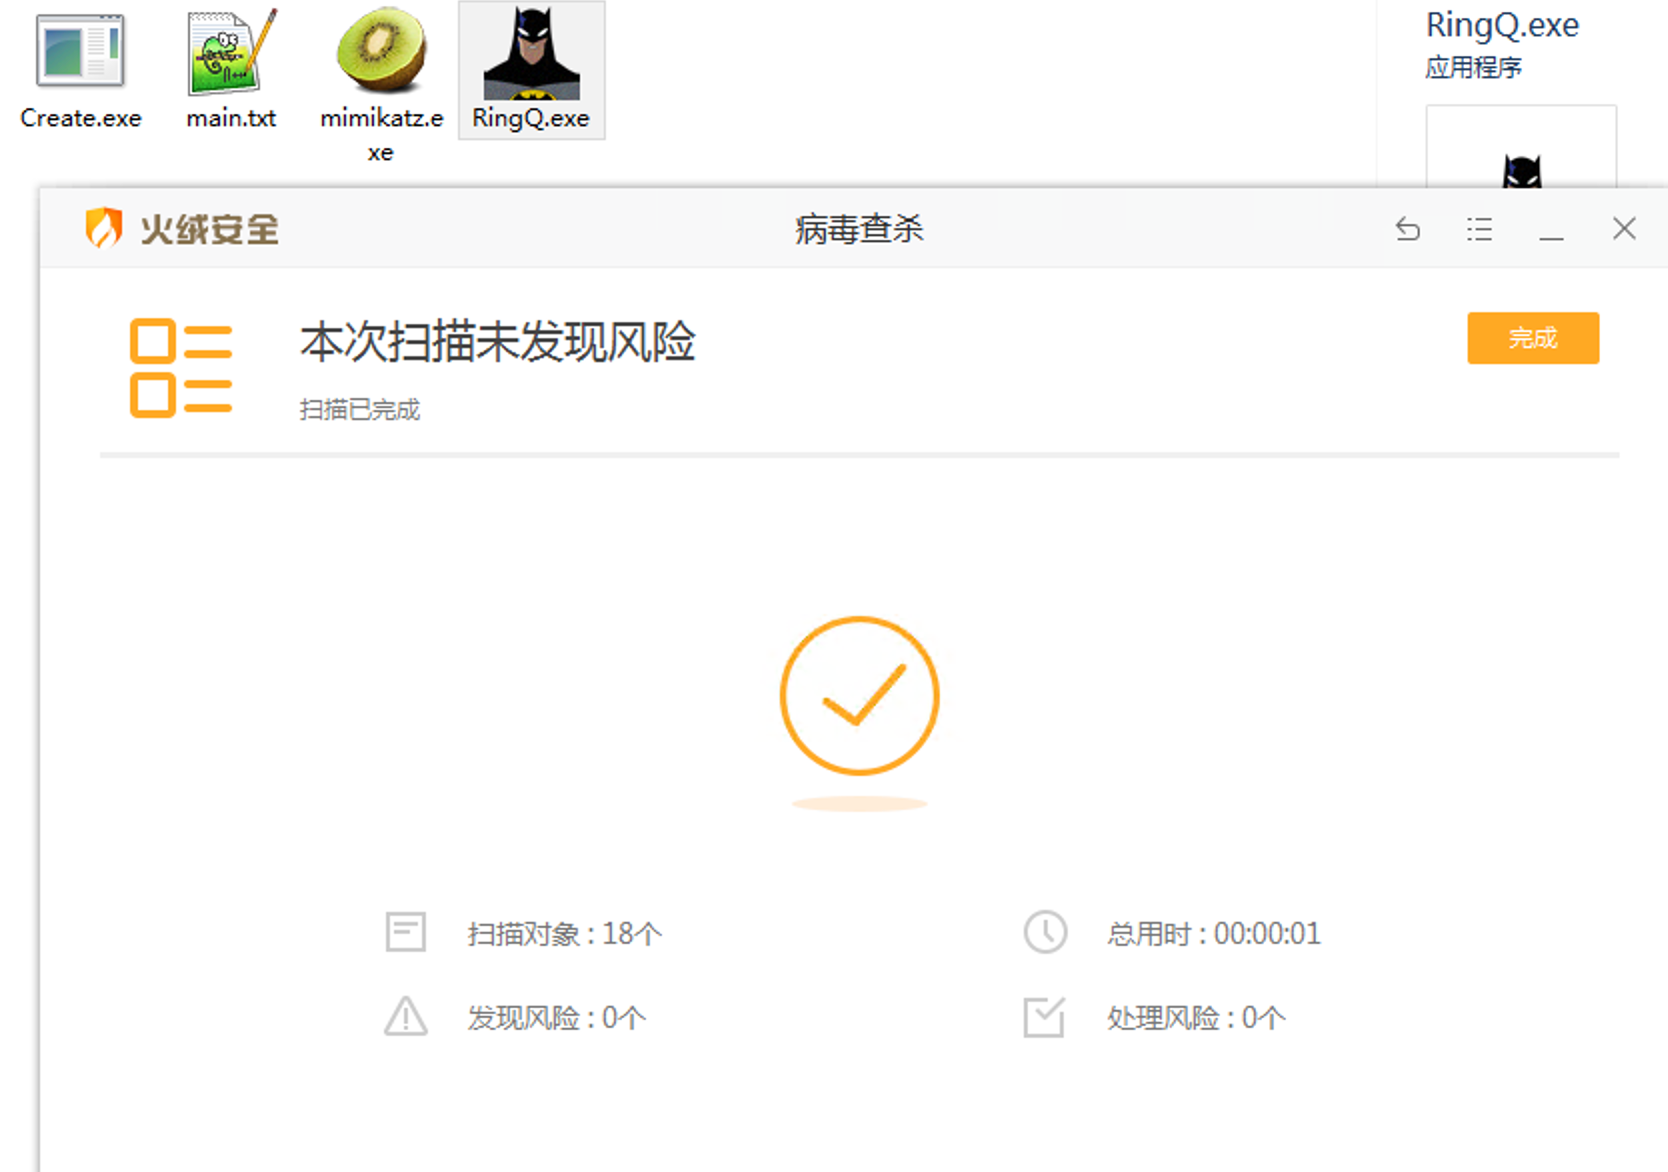 Create.exe
main.txt
mimikatz.e
xe
RingQ.exe
RingQ.exe
应用程序
火绒安全
病毒查杀
本次扫描未发现风险
完成
扫描已完成
扫描对象 : 18个
总用时 : 00:00:01
发现风险 : 0个
处理风险 : 0个